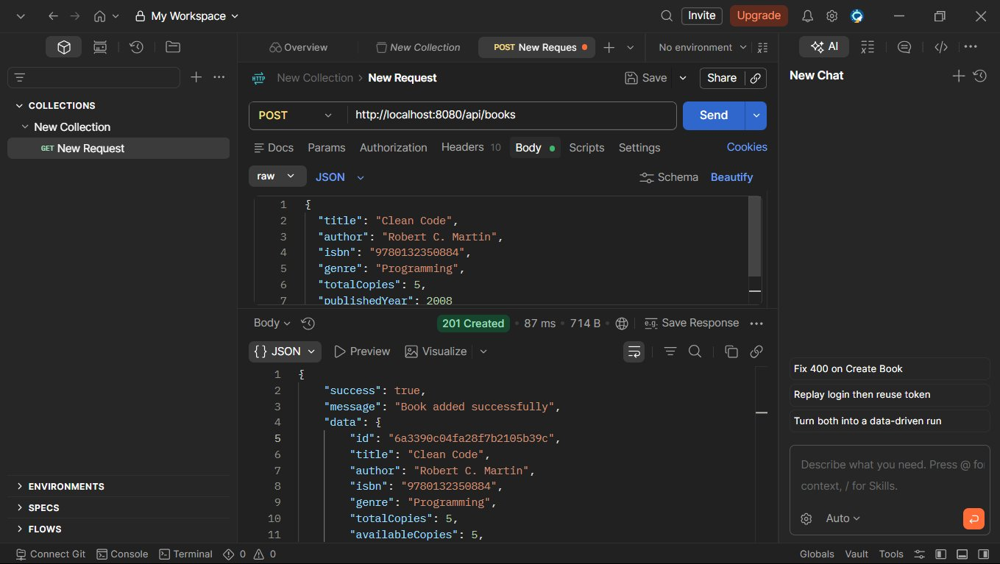 My Workspace
Invite
Upgrade
Overview
New Collection
POST New Reques
No environment
AI
HTTP
New Collection > New Request
Save
Share
New Chat
COLLECTIONS
New Collection
GET New Request
POST
http://localhost:8080/api/books
Send
Docs
Params
Authorization
Headers 10
Body
Scripts
Settings
Cookies
raw
JSON
Schema
Beautify
1 {
2 "title": "Clean Code",
3 "author": "Robert C. Martin",
4 "isbn": "9780132350884",
5 "genre": "Programming",
6 "totalCopies": 5,
7 "publishedYear": 2008
Body
201 Created
87 ms
714 B
e.g. Save Response
{} JSON
Preview
Visualize
1 {
2 "success": true,
3 "message": "Book added successfully",
4 "data": {
5 "id": "6a3390c04fa28f7b2105b39c",
6 "title": "Clean Code",
7 "author": "Robert C. Martin",
8 "isbn": "9780132350884",
9 "genre": "Programming",
10 "totalCopies": 5,
11 "availableCopies": 5,
Fix 400 on Create Book
Replay login then reuse token
Turn both into a data-driven run
Describe what you need. Press @ for
context, / for Skills.
Auto
ENVIRONMENTS
SPECS
FLOWS
Connect Git
Console
Terminal
0
0
Globals
Vault
Tools